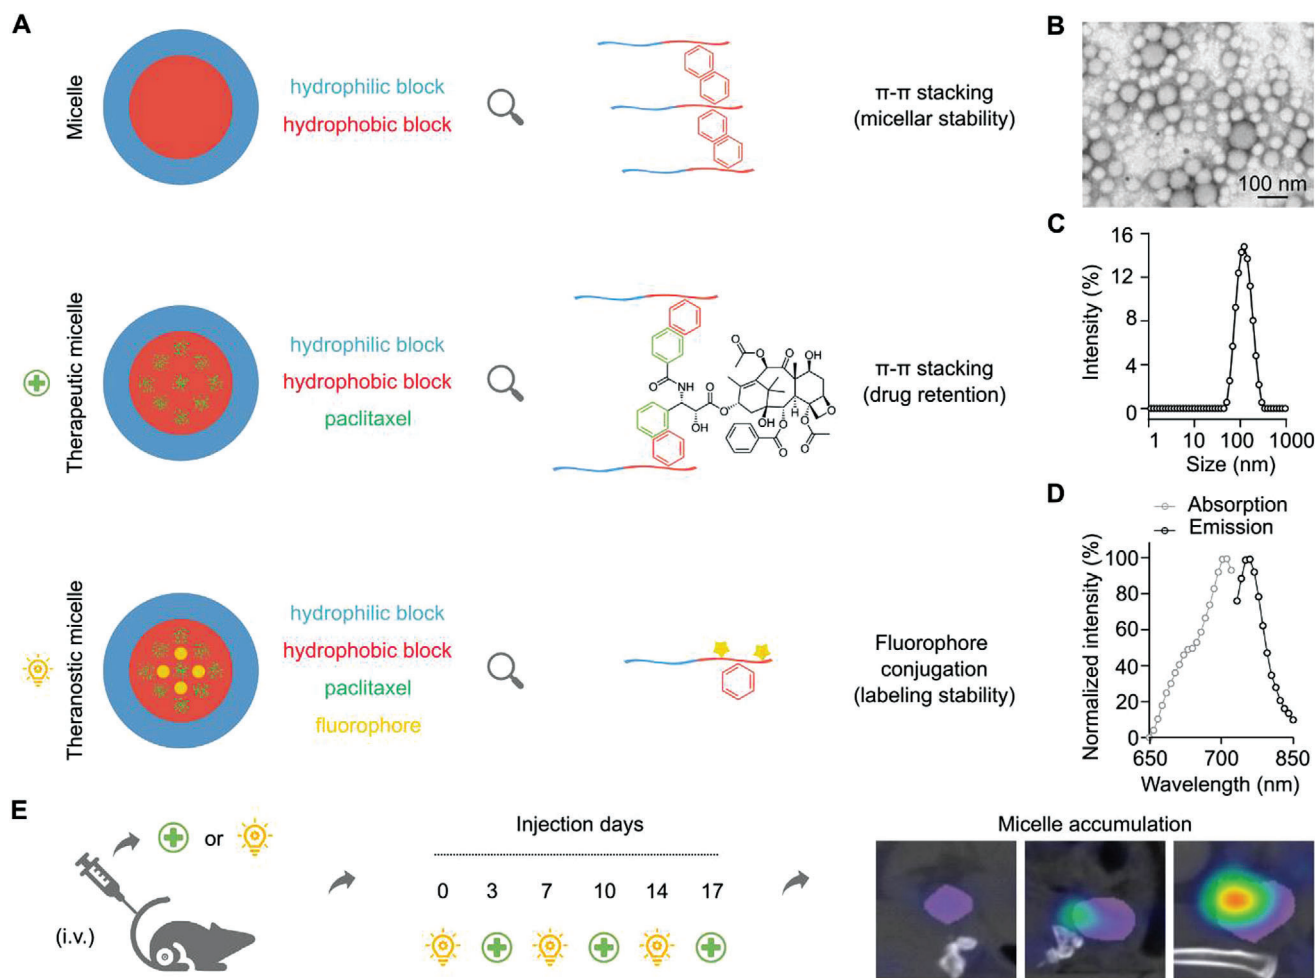 A
Micelle
hydrophilic block
hydrophobic block
π-π stacking
(micellar stability)
Therapeutic micelle
hydrophilic block
hydrophobic block
paclitaxel
O
NH
O
OH
O
O
O
O
OH
HO
O
O
H
O
O
O
π-π stacking
(drug retention)
Theranostic micelle
hydrophilic block
hydrophobic block
paclitaxel
fluorophore
Fluorophore
conjugation
(labeling stability)
B
100 nm
C
Intensity (%)
16
12
8
4
0
1 10 100 1000
Size (nm)
D
Absorption
Emission
Normalized intensity (%)
100
80
60
40
20
0
650 700 850
Wavelength (nm)
E
or
(i.v.)
Injection days
0 3 7 10 14 17
Micelle accumulation